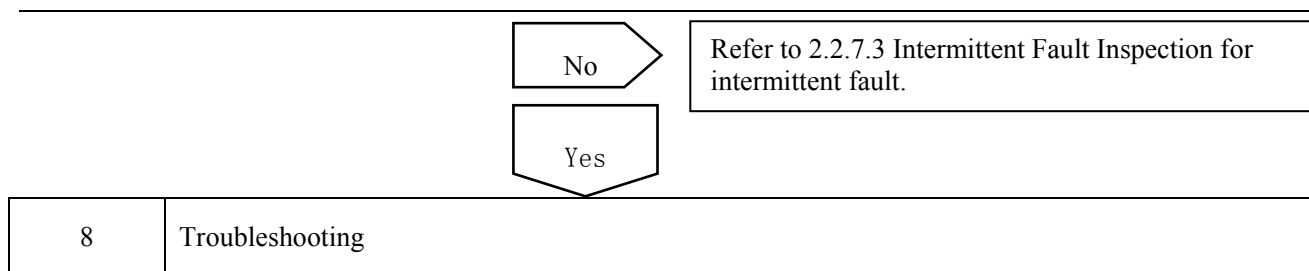 No
Refer to 2.2.7.3 Intermittent Fault Inspection for
intermittent fault.
Yes
8
Troubleshooting